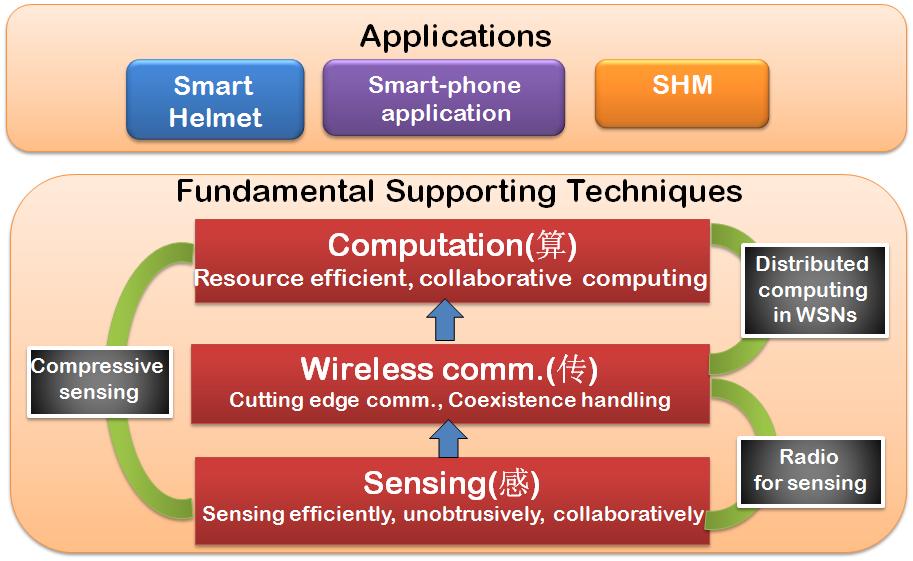 Applications
Smart
Helmet
Smart-phone
application
SHM
Fundamental Supporting Techniques
Computation(算)
Resource efficient, collaborative computing
Distributed
computing
in WSNs
Compressive
sensing
Wireless comm.(传)
Cutting edge comm., Coexistence handling
Radio
for sensing
Sensing(感)
Sensing efficiently, unobtrusively, collaboratively